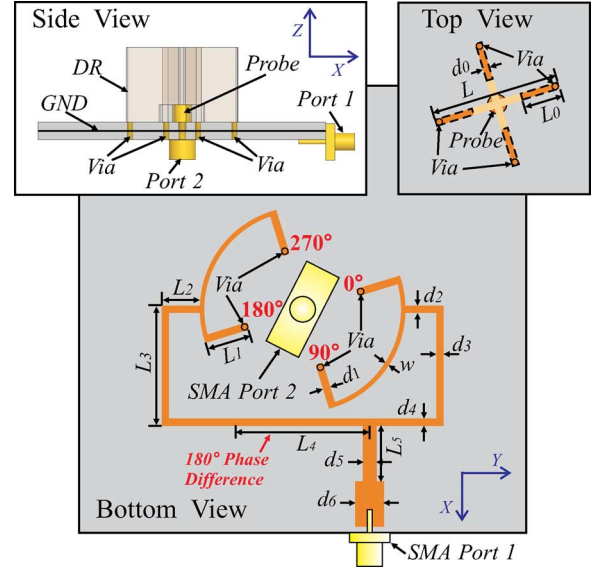 Side View
Z
X
DR
Probe
GND
Port 1
Via
Port 2
Via
Top View
d0
Via
L
L0
Probe
Via
270°
Via
0°
180°
L2
L1
L3
90°
Via
d1
w
d2
d3
d4
SMA Port 2
L4
L5
180° Phase
Difference
d5
d6
Y
X
Bottom View
SMA Port 1